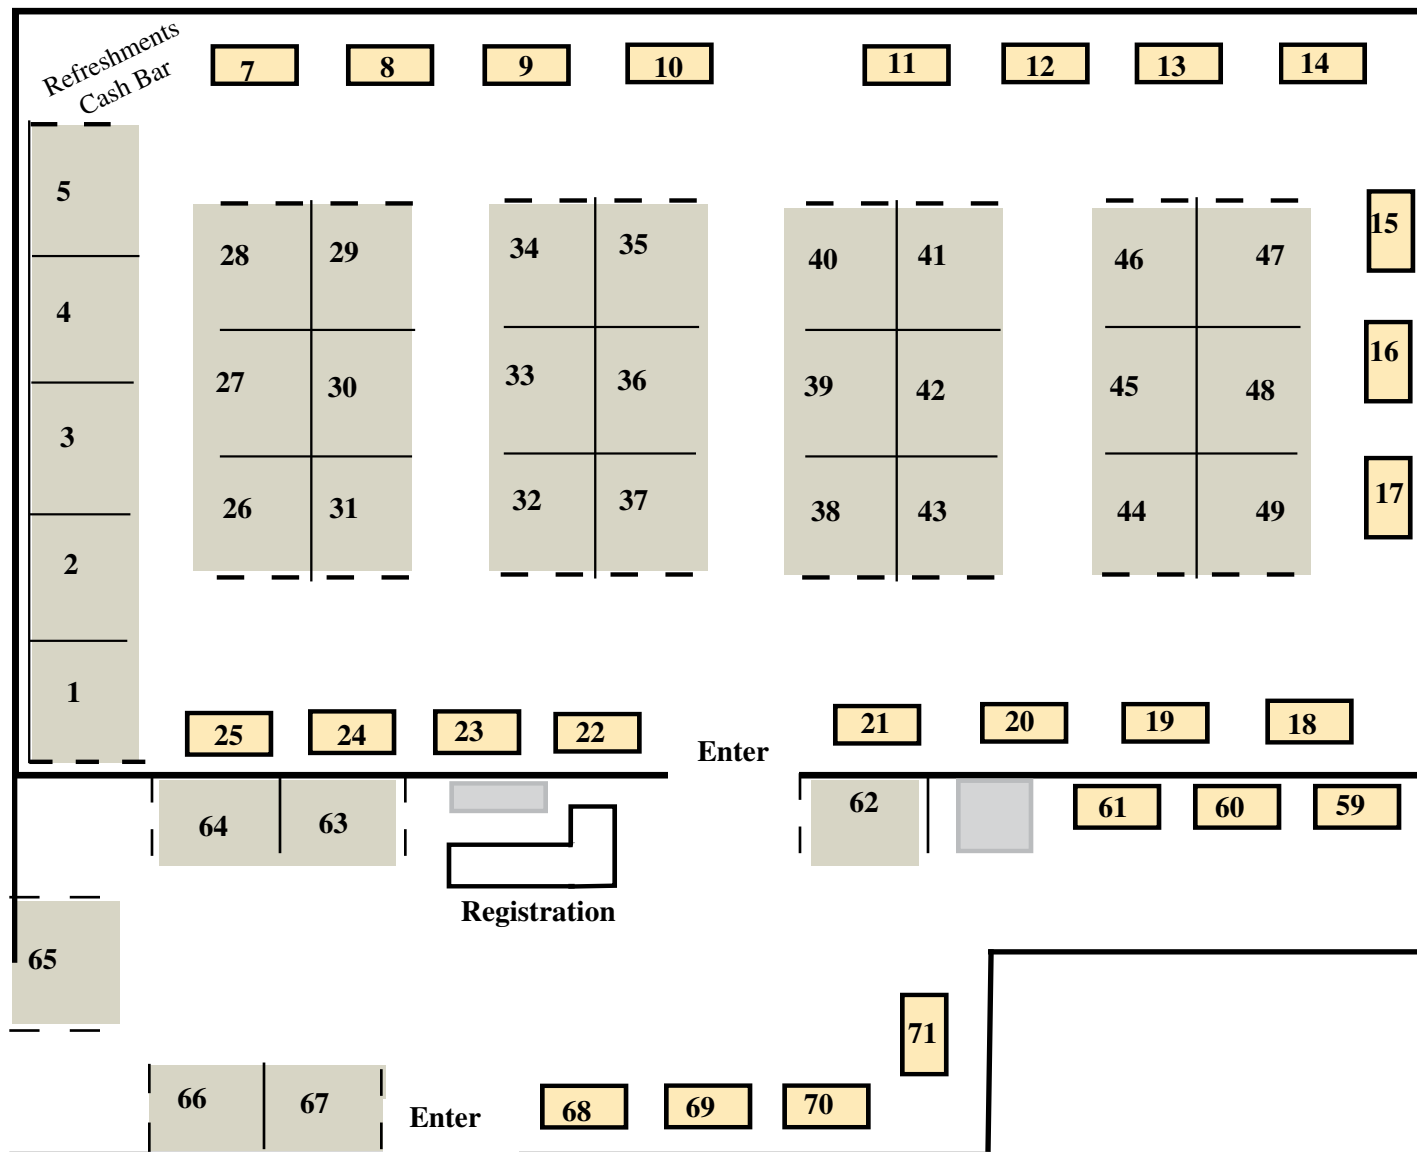 Refreshments
Cash Bar
7 8 9 10 11 12 13 14
5
15
28 29 34 35 40 41 46 47
4
16
27 30 33 36 39 42 45 48
3
17
26 31 32 37 38 43 44 49
2
1
25 24 23 22 Enter 21 20 19 18
64 63 62 61 60 59
Registration
65
71
66 67 Enter 68 69 70